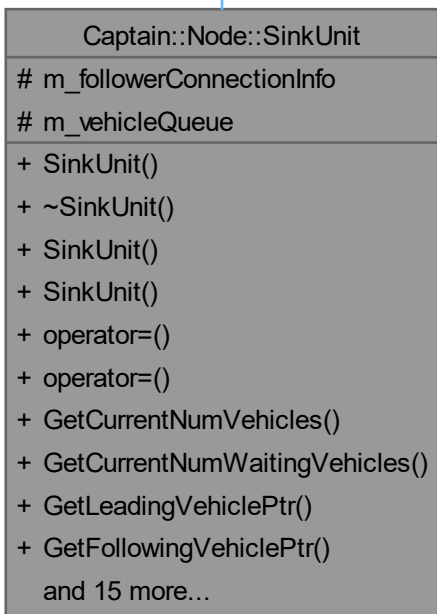 Captain::Node::SinkUnit
# m_followerConnectionInfo
# m_vehicleQueue
+ SinkUnit()
+ ~SinkUnit()
+ SinkUnit()
+ SinkUnit()
+ operator=()
+ operator=()
+ GetCurrentNumVehicles()
+ GetCurrentNumWaitingVehicles()
+ GetLeadingVehiclePtr()
+ GetFollowingVehiclePtr()
and 15 more...